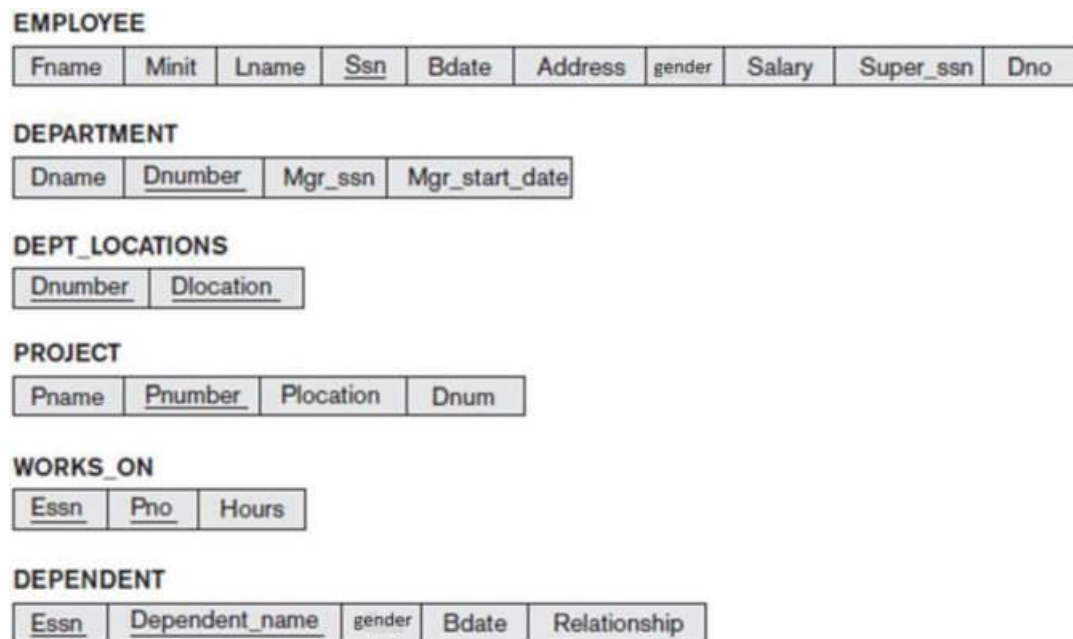 EMPLOYEE
Fname Minit Lname Ssn Bdate Address gender Salary Super_ssn Dno
DEPARTMENT
Dname Dnumber Mgr_ssn Mgr_start_date
DEPT_LOCATIONS
Dnumber Dlocation
PROJECT
Pname Pnumber Plocation Dnum
WORKS_ON
Essn Pno Hours
DEPENDENT
Essn Dependent_name gender Bdate Relationship